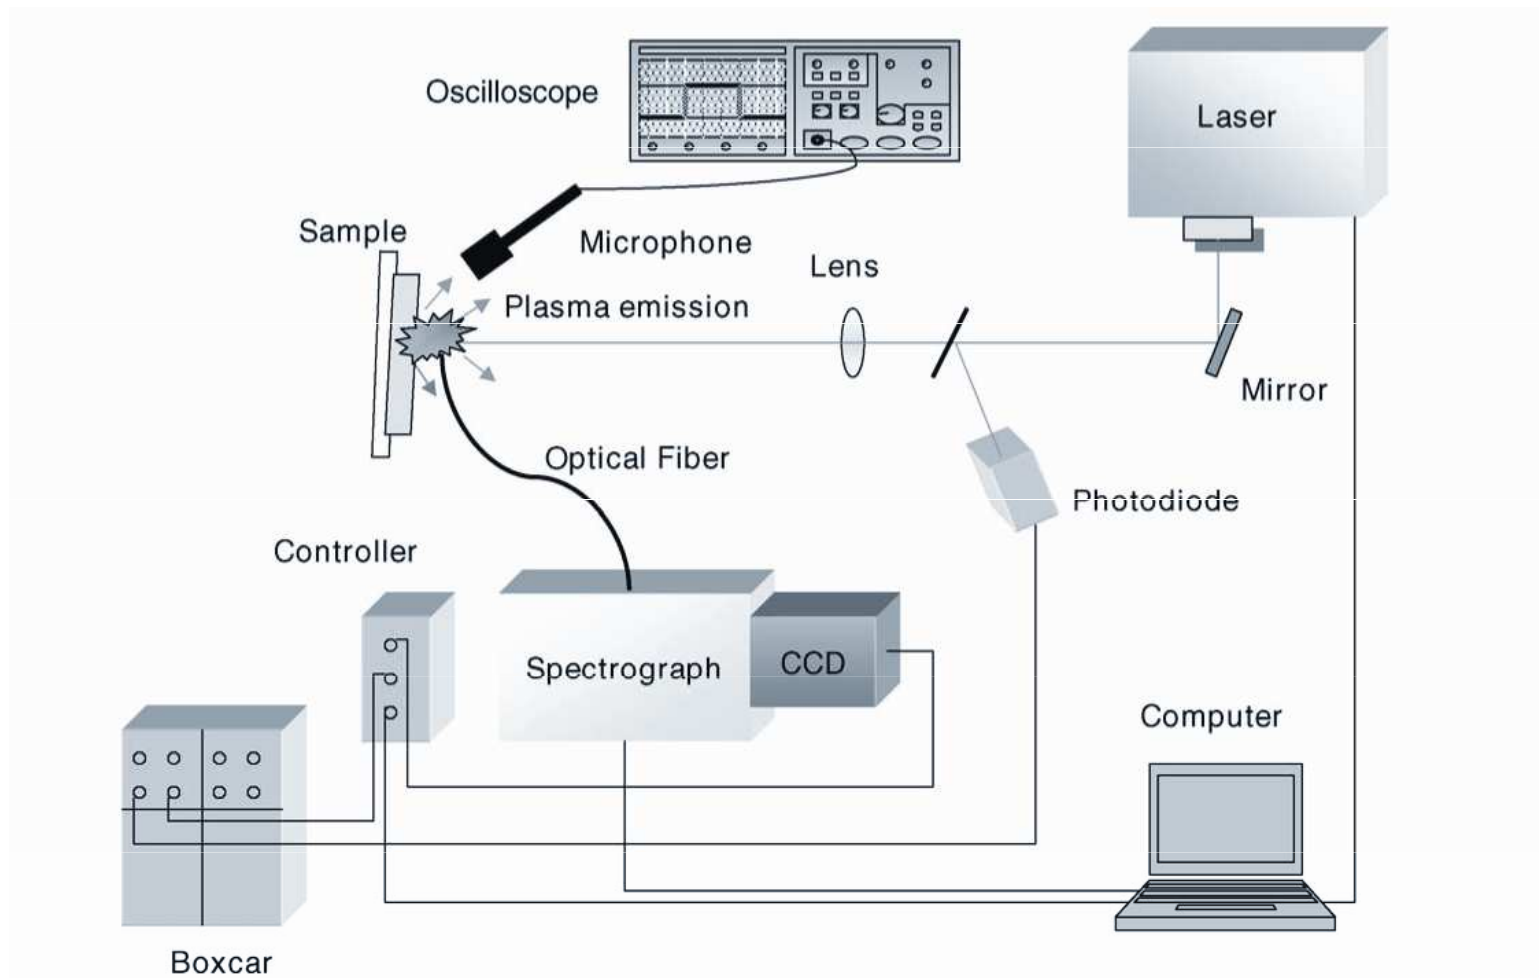 Oscilloscope
Laser
Sample
Microphone
Lens
Plasma emission
Mirror
Optical Fiber
Photodiode
Controller
Spectrograph
CCD
Computer
Boxcar